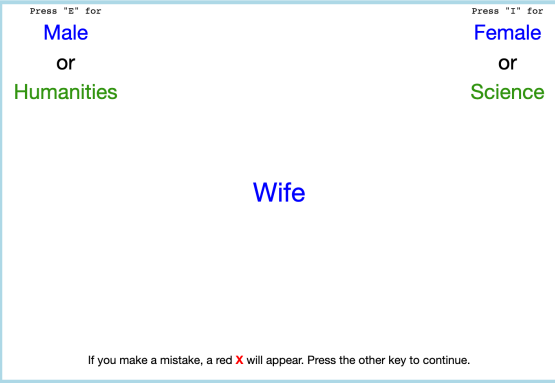 Press "E" for
Press "I" for
Male
Female
or
or
Humanities
Science
Wife
If you make a mistake, a red X will appear. Press the other key to continue.